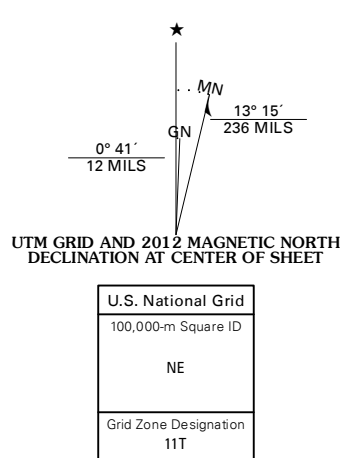 ★
MN
GN
13° 15´
236 MILS
0° 41´
12 MILS
UTM GRID AND 2012 MAGNETIC NORTH
DECLINATION AT CENTER OF SHEET
U.S. National Grid
100,000-m Square ID
NE
Grid Zone Designation
11T